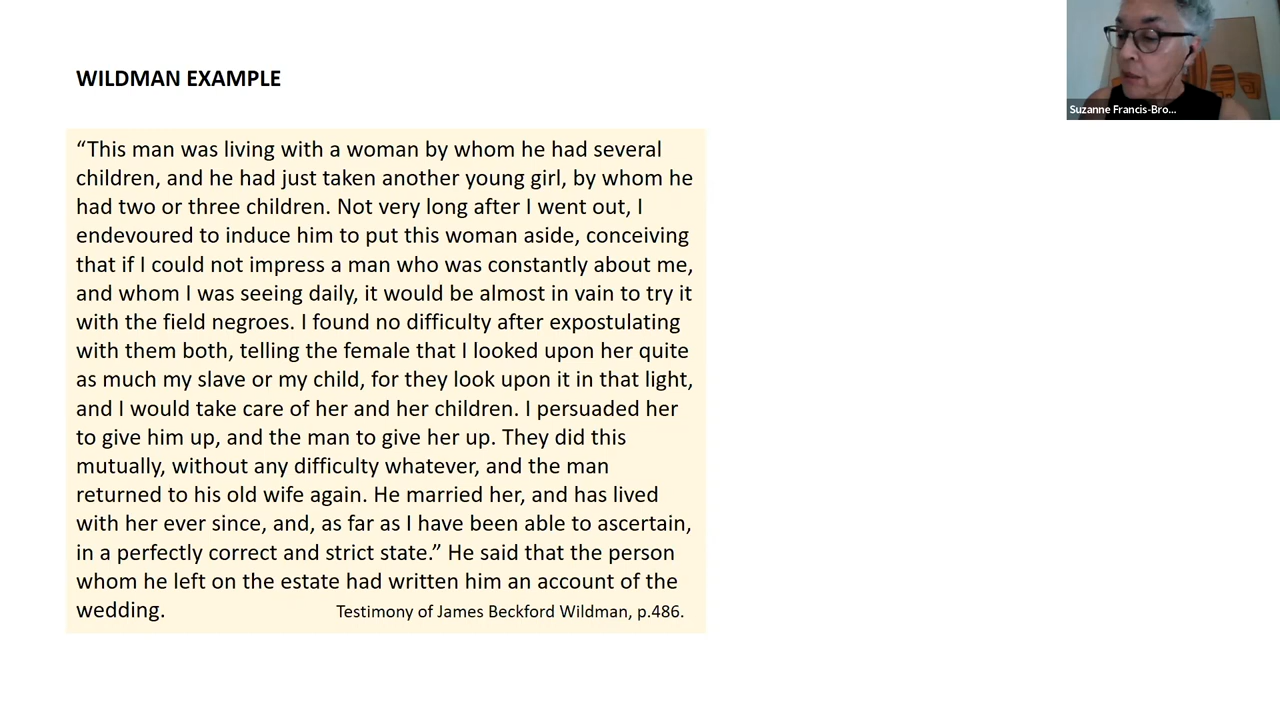 WILDMAN EXAMPLE
“This man was living with a woman by whom he had several
children, and he had just taken another young girl, by whom he
had two or three children. Not very long after I went out, I
endevoured to induce him to put this woman aside, conceiving
that if I could not impress a man who was constantly about me,
and whom I was seeing daily, it would be almost in vain to try it
with the field negroes. I found no difficulty after expostulating
with them both, telling the female that I looked upon her quite
as much my slave or my child, for they look upon it in that light,
and I would take care of her and her children. I persuaded her
to give him up, and the man to give her up. They did this
mutually, without any difficulty whatever, and the man
returned to his old wife again. He married her, and has lived
with her ever since, and, as far as I have been able to ascertain,
in a perfectly correct and strict state.” He said that the person
whom he left on the estate had written him an account of the
wedding. Testimony of James Beckford Wildman, p.486.
Suzanne Francis-Bro...